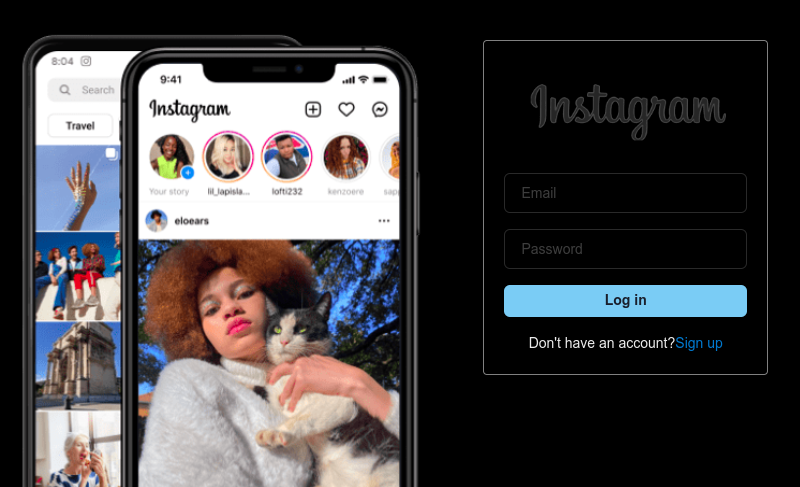 8:04
Search
Travel
9:41
Instagram
Your story
lil_lapisla...
lofti232
kenzoere
eloears
Instagram
Email
Password
Log in
Don't have an account?Sign up